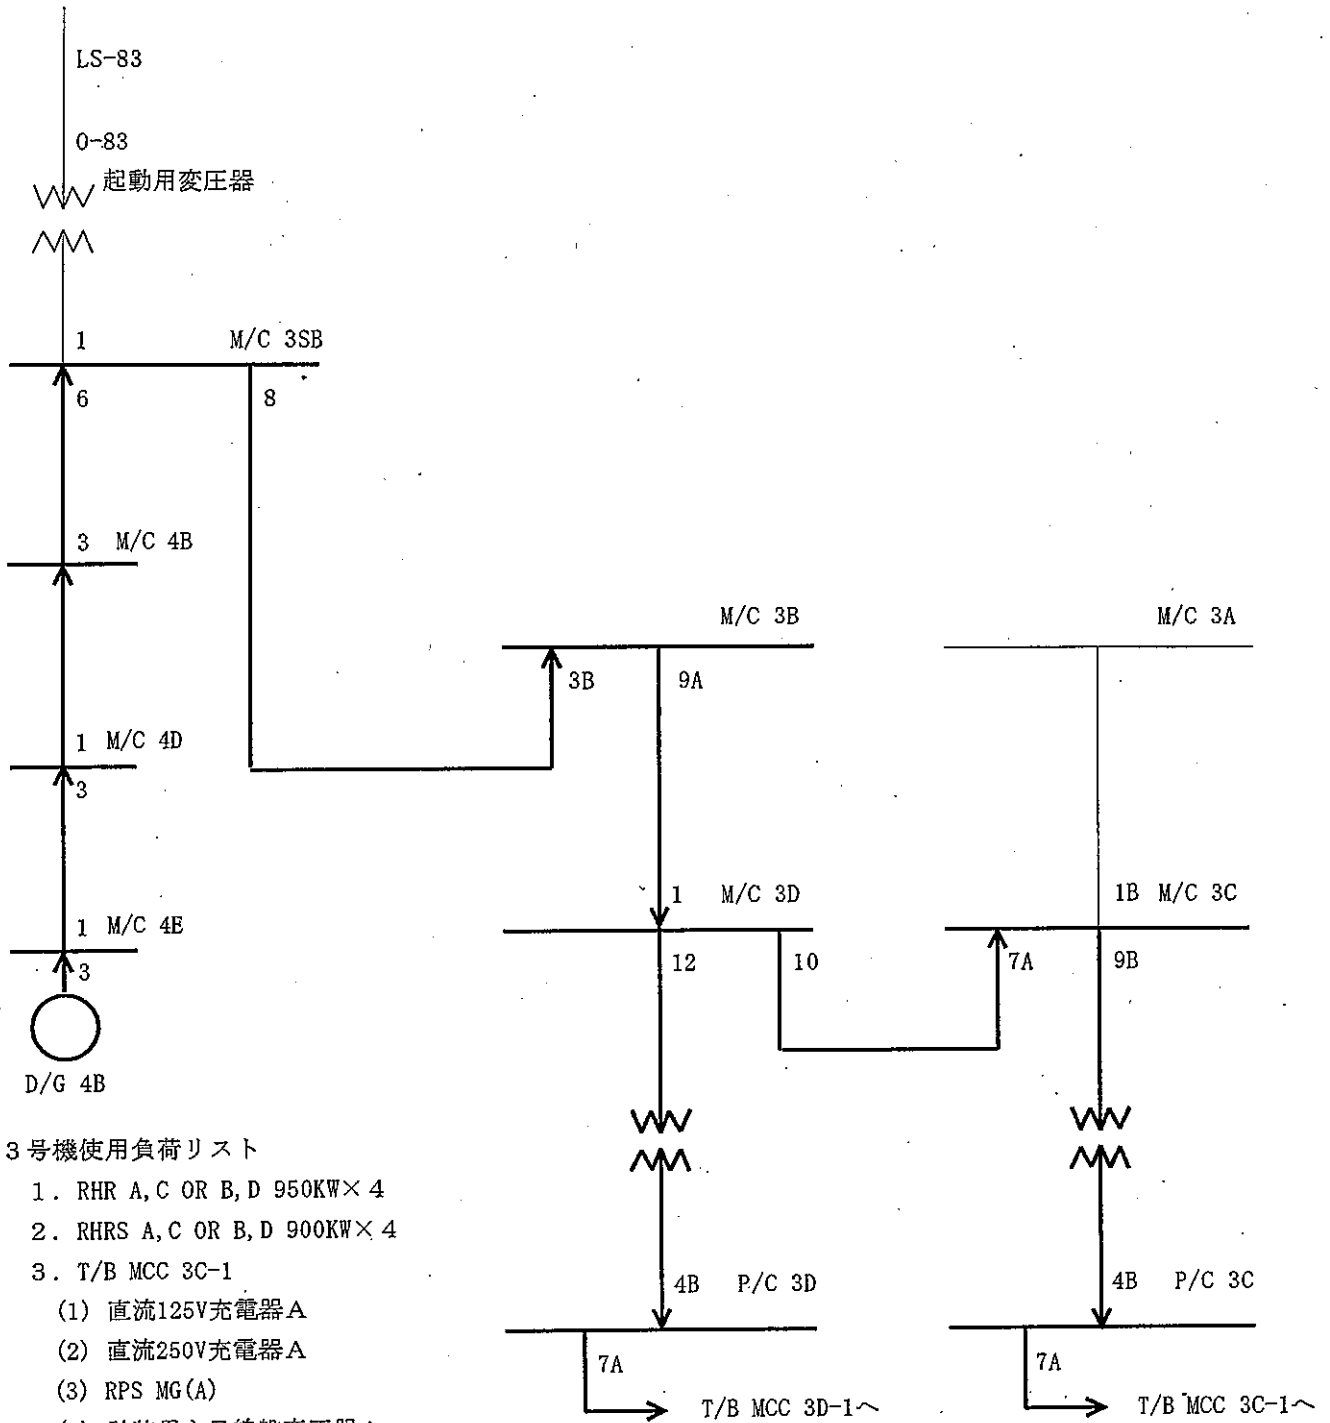 LS-83
0-83
起動用変圧器
1
M/C 3SB
6
8
3 M/C 4B
M/C 3B
M/C 3A
3B
9A
1 M/C 4D
3
1 M/C 3D
1B M/C 3C
1 M/C 4E
12
10
7A
9B
3
D/G 4B
3号機使用負荷リスト
1. RHR A,C OR B,D 950KW×4
2. RHRS A,C OR B,D 900KW×4
3. T/B MCC 3C-1
4B P/C 3D
4B P/C 3C
(1) 直流125V充電器A
(2) 直流250V充電器A
7A
7A
(3) RPS MG(A)
T/B MCC 3D-1~
T/B MCC 3C-1~